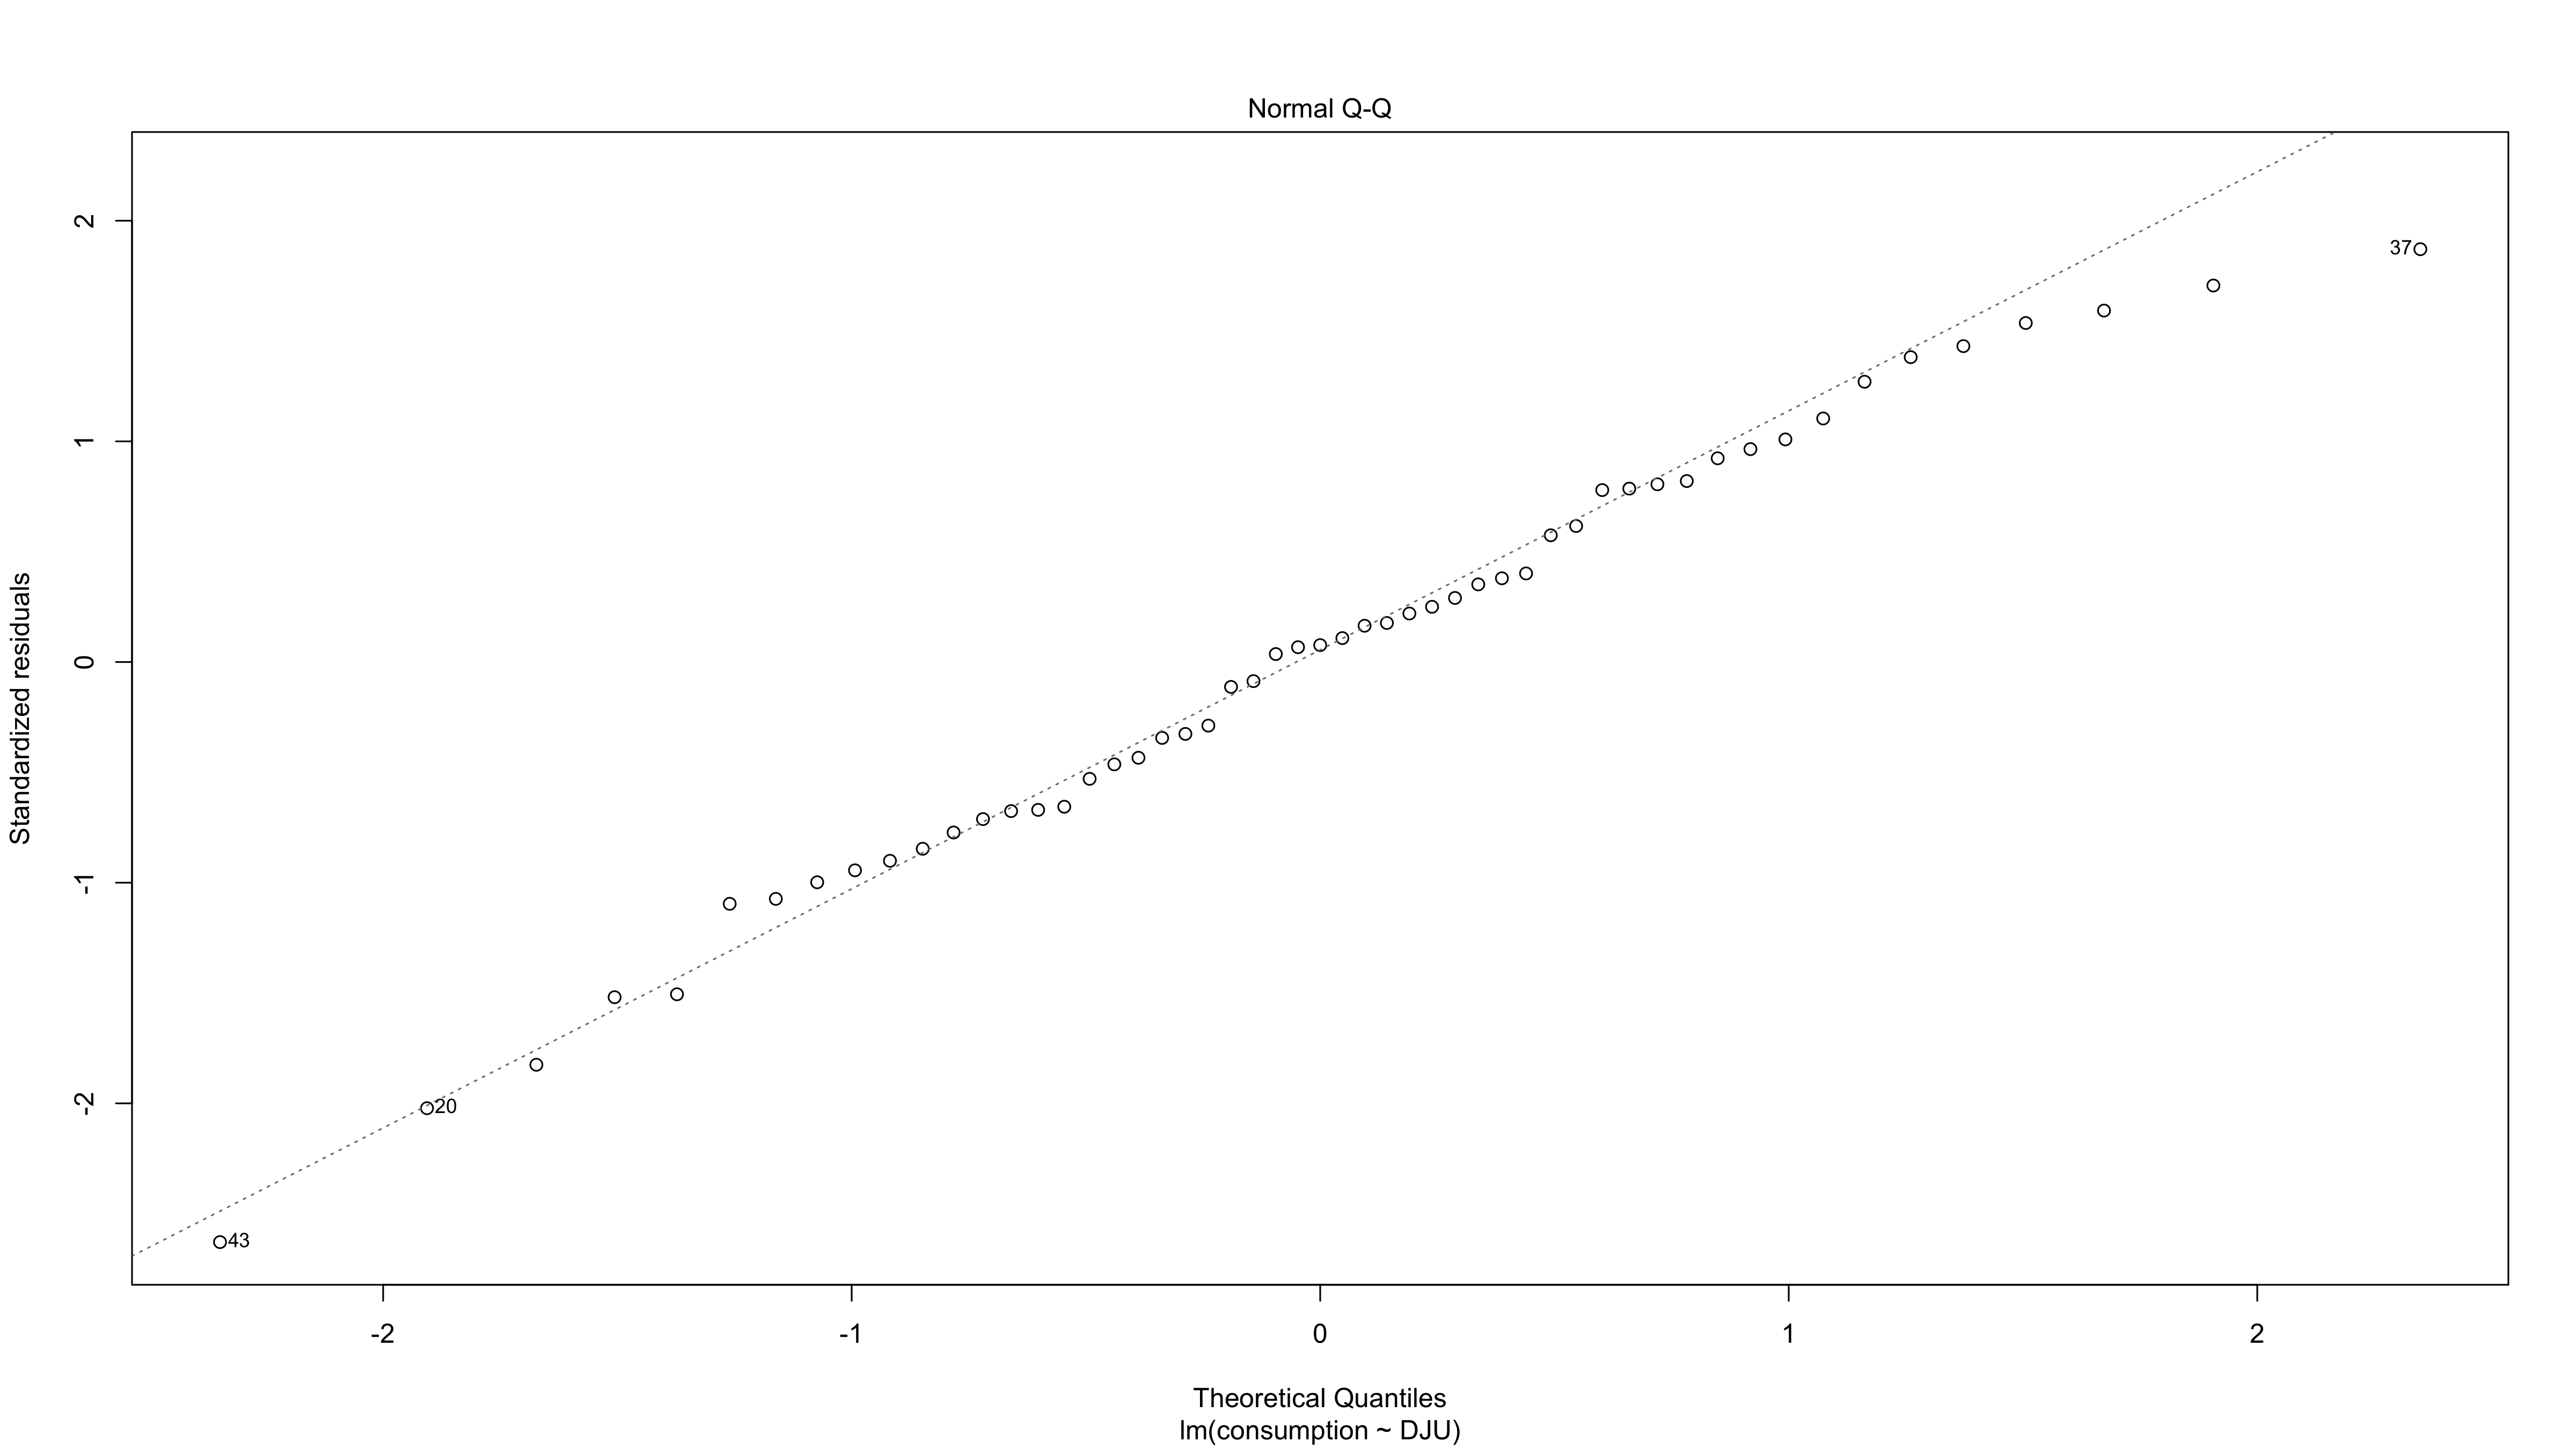 Normal Q-Q
Standardized residuals
2
1
0
-1
-2
37
20
43
-2 -1 0 1 2
Theoretical Quantiles
lm(consumption ~ DJU)